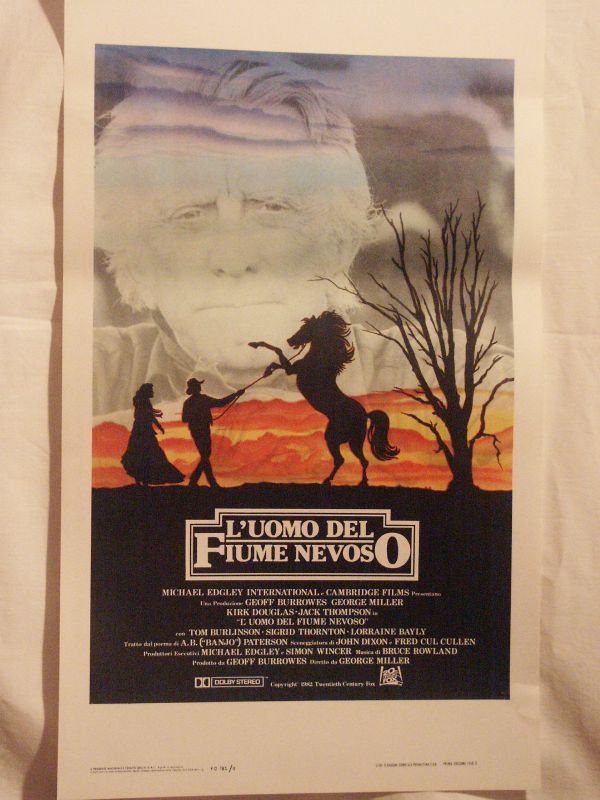 L'UOMO DEL
FIUME NEVOSO
MICHAEL EDGLEY INTERNATIONAL e CAMBRIDGE FILMS Presentano
Una Produzione GEOFF BURROWES GEORGE MILLER
KIRK DOUGLAS · JACK THOMPSON in
"L'UOMO DEL FIUME NEVOSO"
con TOM BURLINSON · SIGRID THORNTON · LORRAINE BAYLY
Tratto dal poema di A.B. ("BANJO") PATERSON Sceneggiatura di JOHN DIXON e FRED CUL CULLEN
Produttori Esecutivi MICHAEL EDGLEY e SIMON WINCER Musica di BRUCE ROWLAND
Prodotto da GEOFF BURROWES Diretto da GEORGE MILLER
DOLBY STEREO Copyright 1982 Twentieth Century Fox